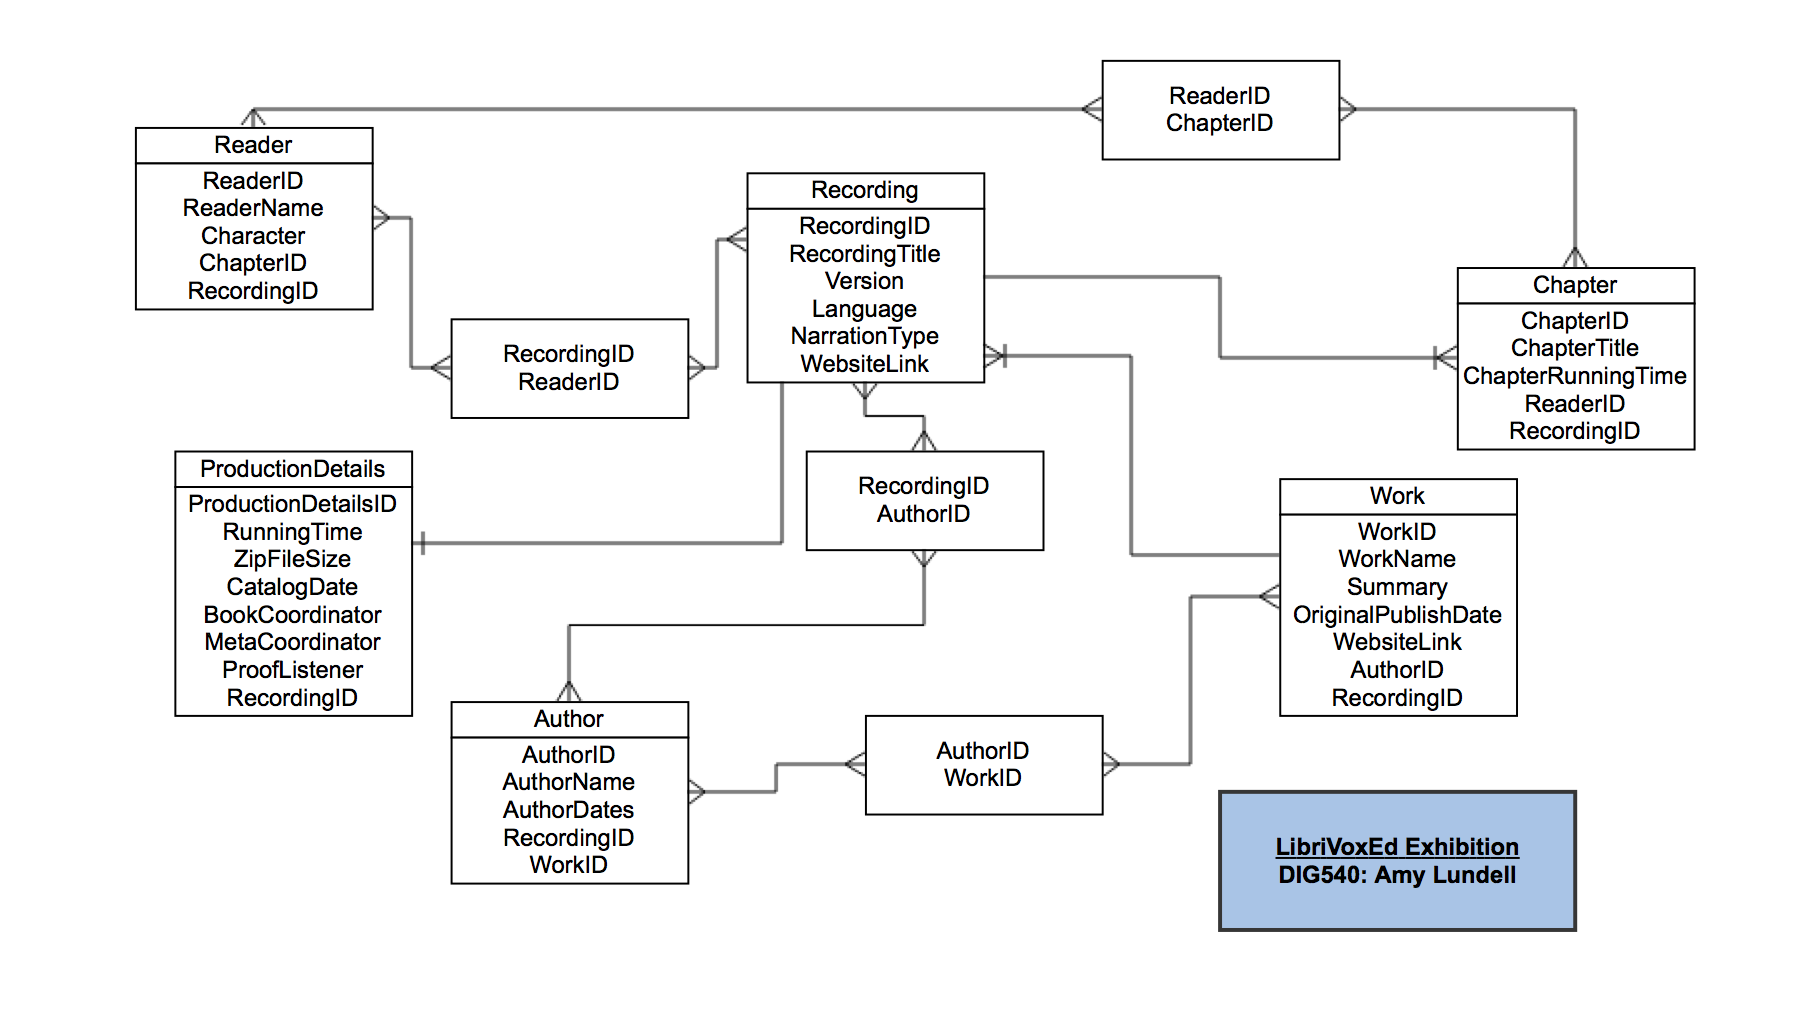 ReaderID
ChapterID
Reader
ReaderID
ReaderName
Character
ChapterID
RecordingID
Recording
RecordingID
RecordingTitle
Version
Language
NarrationType
WebsiteLink
Chapter
ChapterID
ChapterTitle
ChapterRunningTime
ReaderID
RecordingID
RecordingID
ReaderID
ProductionDetails
ProductionDetailsID
RunningTime
ZipFileSize
CatalogDate
BookCoordinator
MetaCoordinator
ProofListener
RecordingID
RecordingID
AuthorID
Work
WorkID
WorkName
Summary
OriginalPublishDate
WebsiteLink
AuthorID
RecordingID
Author
AuthorID
AuthorName
AuthorDates
RecordingID
WorkID
AuthorID
WorkID
LibriVoxEd Exhibition
DIG540: Amy Lundell